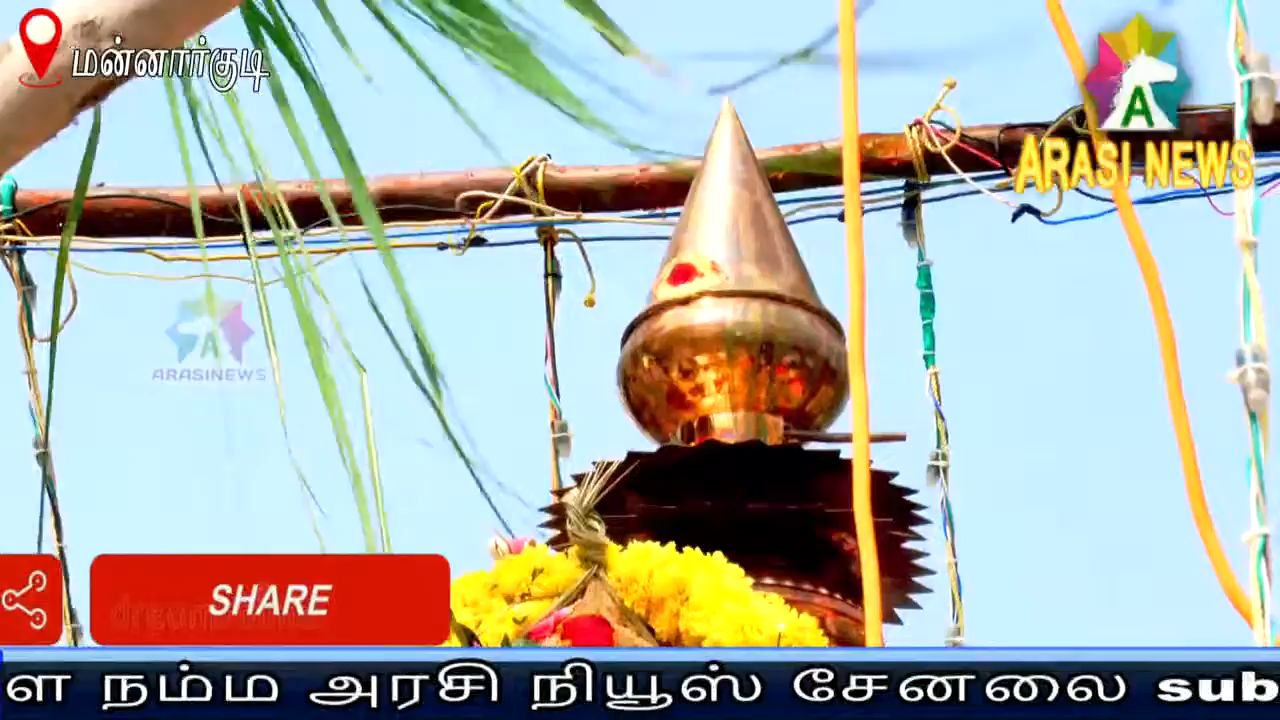 மன்னார்குடி
A
ARASI NEWS
A
ARASINEWS
SHARE
ள நம்ம அரசி நியூஸ் சேனலை sub